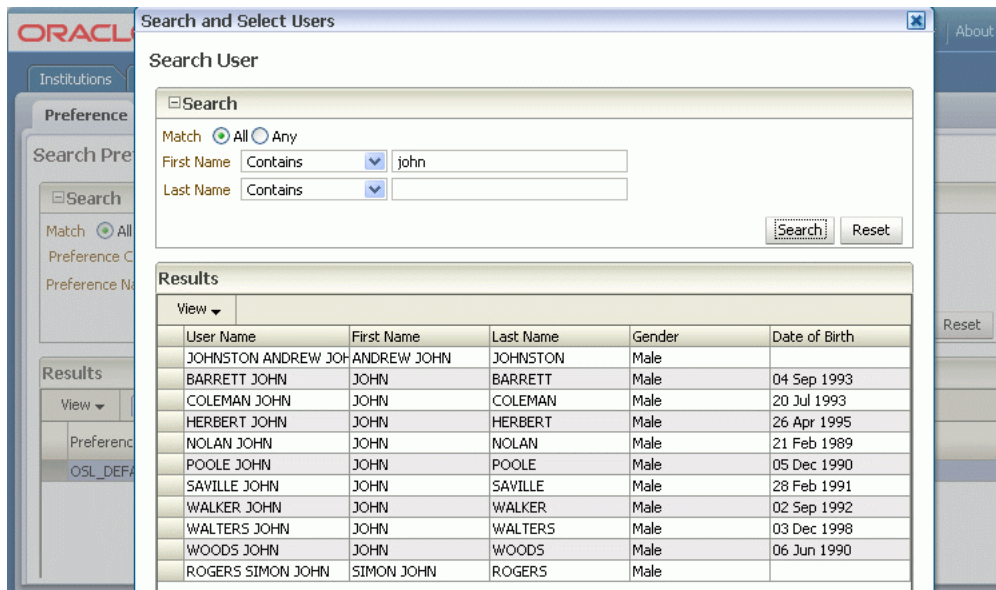 Search and Select Users
ORACL
About
Search User
Institutions
Search
Preference
Match All Any
First Name Contains john
Search Pre
Last Name Contains
Search
Search Reset
Match All
Preference C
Results
Preference Na
View
Reset
User Name First Name Last Name Gender Date of Birth
JOHNSTON ANDREW JOH ANDREW JOHN JOHNSTON Male
Results
BARRETT JOHN JOHN BARRETT Male 04 Sep 1993
COLEMAN JOHN JOHN COLEMAN Male 20 Jul 1993
View
HERBERT JOHN JOHN HERBERT Male 26 Apr 1995
Preferenc
NOLAN JOHN JOHN NOLAN Male 21 Feb 1989
POOLE JOHN JOHN POOLE Male 05 Dec 1990
OSL_DEFA
SAVILLE JOHN JOHN SAVILLE Male 28 Feb 1991
WALKER JOHN JOHN WALKER Male 02 Sep 1992
WALTERS JOHN JOHN WALTERS Male 03 Dec 1998
WOODS JOHN JOHN WOODS Male 06 Jun 1990
ROGERS SIMON JOHN SIMON JOHN ROGERS Male